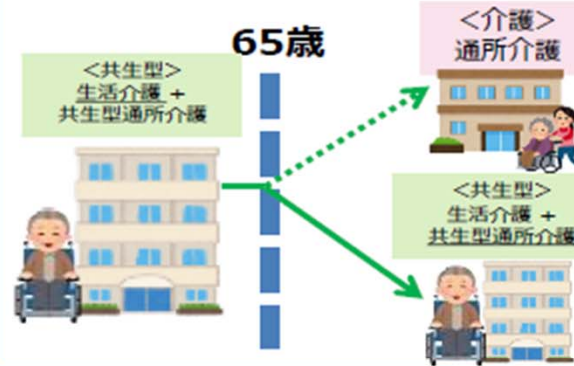 65歳
<共生型>
生活介護 +
共生型通所介護
<介護>
通所介護
<共生型>
生活介護 +
共生型通所介護